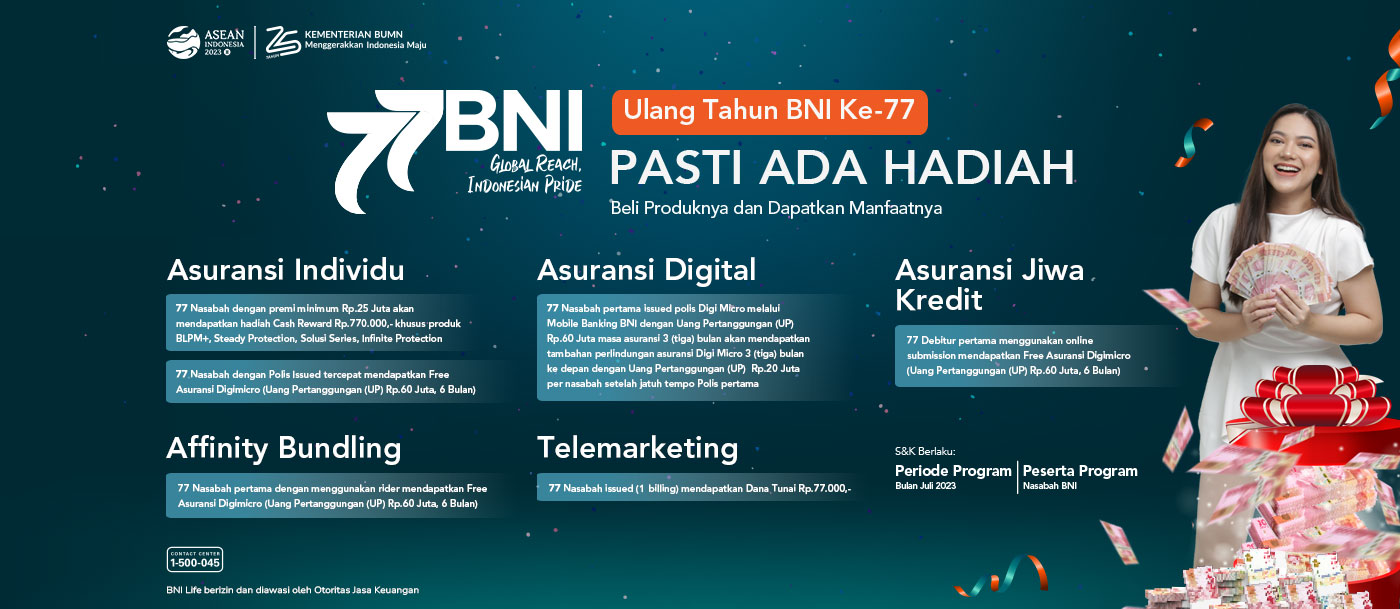 ASEAN
INDONESIA
2023
25
TAHUN
KEMENTERIAN BUMN
Menggerakkan Indonesia Maju
77 BNI
GLOBAL REACH,
INDONESIAN PRIDE
Ulang Tahun BNI Ke-77
PASTI ADA HADIAH
Beli Produknya dan Dapatkan Manfaatnya
Asuransi Individu
77 Nasabah dengan premi minimum Rp.25 Juta akan
mendapatkan hadiah Cash Reward Rp.770.000,- khusus produk
BLPM+, Steady Protection, Solusi Series, Infinite Protection
77 Nasabah dengan Polis Issued tercepat mendapatkan Free
Asuransi Digimicro (Uang Pertanggungan (UP) Rp.60 Juta, 6 Bulan)
Asuransi Digital
77 Nasabah pertama issued polis Digi Micro melalui
Mobile Banking BNI dengan Uang Pertanggungan (UP)
Rp.60 Juta masa asuransi 3 (tiga) bulan akan mendapatkan
tambahan perlindungan asuransi Digi Micro 3 (tiga) bulan
ke depan dengan Uang Pertanggungan (UP) Rp.20 Juta
per nasabah setelah jatuh tempo Polis pertama
Asuransi Jiwa
Kredit
77 Debitur pertama menggunakan online
submission mendapatkan Free Asuransi Digimicro
(Uang Pertanggungan (UP) Rp.60 Juta, 6 Bulan)
Affinity Bundling
77 Nasabah pertama dengan menggunakan rider mendapatkan Free
Asuransi Digimicro (Uang Pertanggungan (UP) Rp.60 Juta, 6 Bulan)
Telemarketing
77 Nasabah issued (1 billing) mendapatkan Dana Tunai Rp.77.000,-
S&K Berlaku:
Periode Program
Bulan Juli 2023
Peserta Program
Nasabah BNI
CONTACT CENTER
1-500-045
BNI Life berizin dan diawasi oleh Otoritas Jasa Keuangan